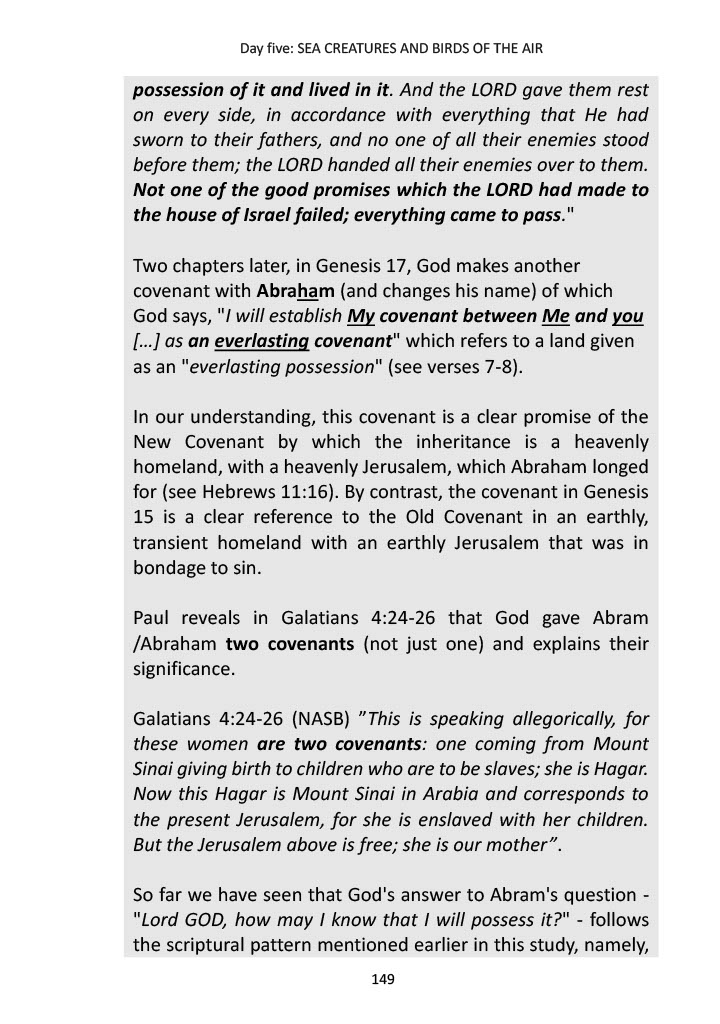 Day five: SEA CREATURES AND BIRDS OF THE AIR
possession of it and lived in it. And the LORD gave them rest
on every side, in accordance with everything that He had
sworn to their fathers, and no one of all their enemies stood
before them; the LORD handed all their enemies over to them.
Not one of the good promises which the LORD had made to
the house of Israel failed; everything came to pass."
Two chapters later, in Genesis 17, God makes another
covenant with Abraham (and changes his name) of which
God says, "I will establish My covenant between Me and you
[…] as an everlasting covenant" which refers to a land given
as an "everlasting possession" (see verses 7-8).
In our understanding, this covenant is a clear promise of the
New Covenant by which the inheritance is a heavenly
homeland, with a heavenly Jerusalem, which Abraham longed
for (see Hebrews 11:16). By contrast, the covenant in Genesis
15 is a clear reference to the Old Covenant in an earthly,
transient homeland with an earthly Jerusalem that was in
bondage to sin.
Paul reveals in Galatians 4:24-26 that God gave Abram
/Abraham two covenants (not just one) and explains their
significance.
Galatians 4:24-26 (NASB) ”This is speaking allegorically, for
these women are two covenants: one coming from Mount
Sinai giving birth to children who are to be slaves; she is Hagar.
Now this Hagar is Mount Sinai in Arabia and corresponds to
the present Jerusalem, for she is enslaved with her children.
But the Jerusalem above is free; she is our mother”.
So far we have seen that God's answer to Abram's question -
"Lord GOD, how may I know that I will possess it?" - follows
the scriptural pattern mentioned earlier in this study, namely,
149